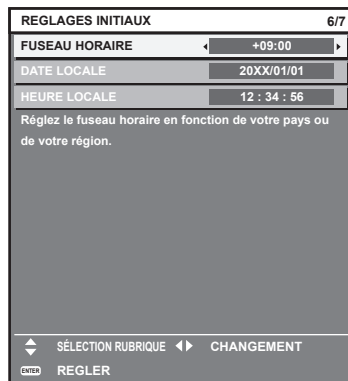 REGLAGES INITIAUX 6/7
FUSEAU HORAIRE +09:00
DATE LOCALE 20XX/01/01
HEURE LOCALE 12 : 34 : 56
Réglez le fuseau horaire en fonction de votre pays ou
de votre région.
SÉLECTION RUBRIQUE CHANGEMENT
ENTER REGLER